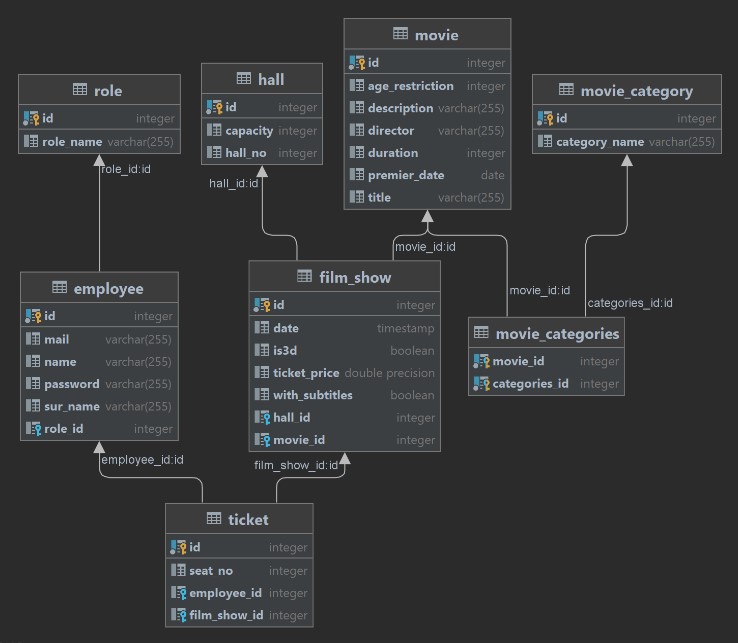 role
id integer
role_name varchar(255)
hall
id integer
capacity integer
hall_no integer
movie
id integer
age_restriction integer
description varchar(255)
director varchar(255)
duration integer
premier_date date
title varchar(255)
movie_category
id integer
category_name varchar(255)
role_id:id
hall_id:id
movie_id:id
movie_id:id
categories_id:id
employee
id integer
mail varchar(255)
name varchar(255)
password varchar(255)
sur_name varchar(255)
role_id integer
film_show
id integer
date timestamp
is3d boolean
ticket_price double precision
with_subtitles boolean
hall_id integer
movie_id integer
movie_categories
movie_id integer
categories_id integer
employee_id:id
film_show_id:id
ticket
id integer
seat_no integer
employee_id integer
film_show_id integer